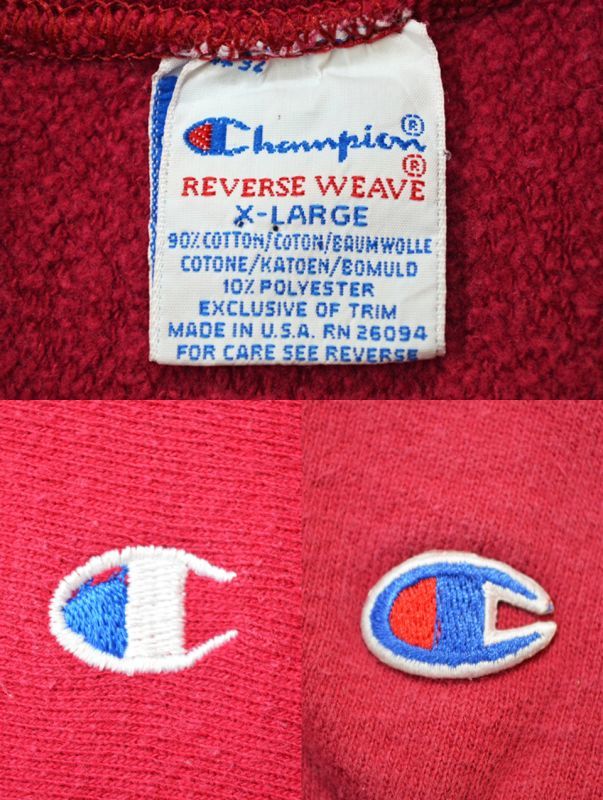 Champion®
REVERSE WEAVE®
X-LARGE
90% COTTON/COTON/BAUMWOLLE
COTONE/KATOEN/BOMULD
10% POLYESTER
EXCLUSIVE OF TRIM
MADE IN U.S.A. RN 26094
FOR CARE SEE REVERSE